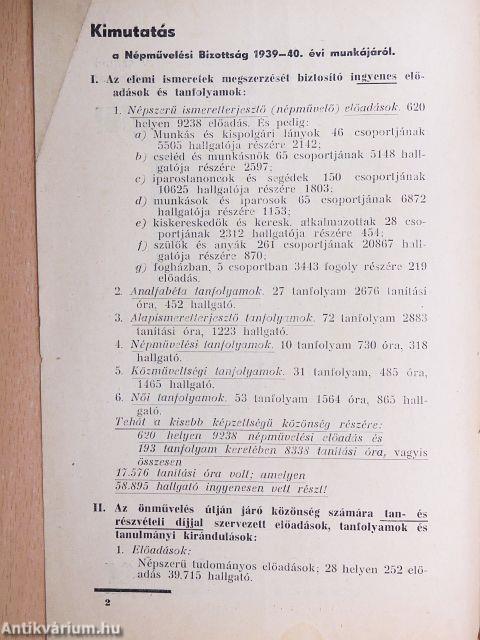 Kimutatás
a Népművelési Bizottság 1939—40. évi munkájáról.
I. Az elemi ismeretek megszerzését biztosító ingyenes elő-
adások és tanfolyamok:
1. Népszerű ismeretterjesztő (népművelő) előadások. 620
helyen 9238 előadás. És pedig:
a) Munkás és kispolgári lányok 46 csoportjának
5505 hallgatója részére 2142;
b) cseléd és munkásnők 65 csoportjának 5148 hall-
gatója részére 2597;
c) iparostanoncok és segédek 150 csoportjának
10625 hallgatója részére 1803;
d) munkások és iparosok 65 csoportjának 6872
hallgatója részére 1153;
e) kiskereskedők és keresk. alkalmazottak 28 cso-
portjának 2312 hallgatója részére 454;
f) szülők és anyák 261 csoportjának 20867 hall-
gatója részére 870;
g) fogházban, 5 csoportban 3443 fogoly részére 219
előadás.
2. Analfabéta tanfolyamok. 27 tanfolyam 2676 tanítási
óra, 452 hallgató.
3. Alapismeretterjesztő tanfolyamok. 72 tanfolyam 2883
tanítási óra, 1223 hallgató.
4. Népművelési tanfolyamok. 10 tanfolyam 730 óra, 318
hallgató.
5. Közműveltségi tanfolyamok. 31 tanfolyam, 485 óra,
1465 hallgató.
6. Női tanfolyamok. 53 tanfolyam 1564 óra, 865 hall-
gató.
Tehát a kisebb képzettségű közönség részére:
620 helyen 9238 népművelési előadás és
193 tanfolyam keretében 8338 tanítási óra, vagyis
összesen
17.576 tanítási óra volt; amelyen
58.895 hallgató ingyenesen vett részt!
II. Az önművelés útján járó közönség számára tan- és
részvételi díjjal szervezett előadások, tanfolyamok és
tanulmányi kirándulások:
1. Előadások:
Népszerű tudományos előadások; 28 helyen 252 elő-
adás 39.715 hallgató.
2
Antikvárium.hu